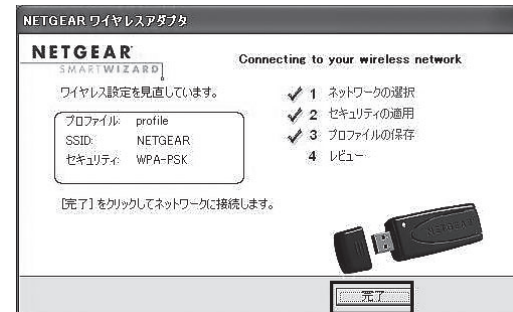 NETGEAR ワイヤレスアダプタ
NETGEAR
SMARTWIZARD
Connecting to your wireless network
ワイヤレス設定を見直しています。
プロファイル: profile
SSID: NETGEAR
セキュリティ: WPA-PSK
[完了] をクリックしてネットワークに接続します。
1 ネットワークの選択
2 セキュリティの適用
3 プロファイルの保存
4 レビュー
NETGEAR
完了